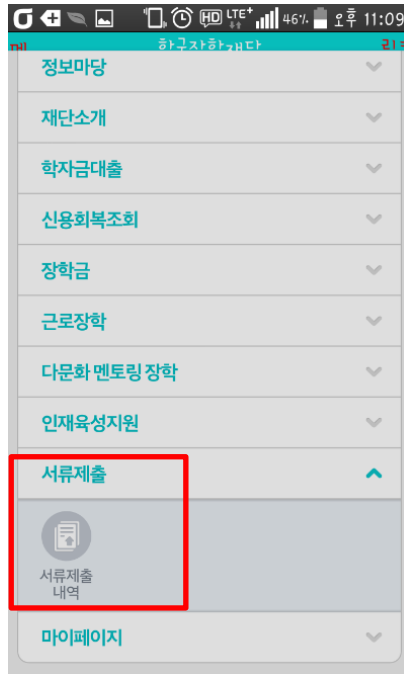 46% 오후 11:09
정보마당
재단소개
학자금대출
신용회복조회
장학금
근로장학
다문화 멘토링 장학
인재육성지원
서류제출
서류제출
내역
마이페이지